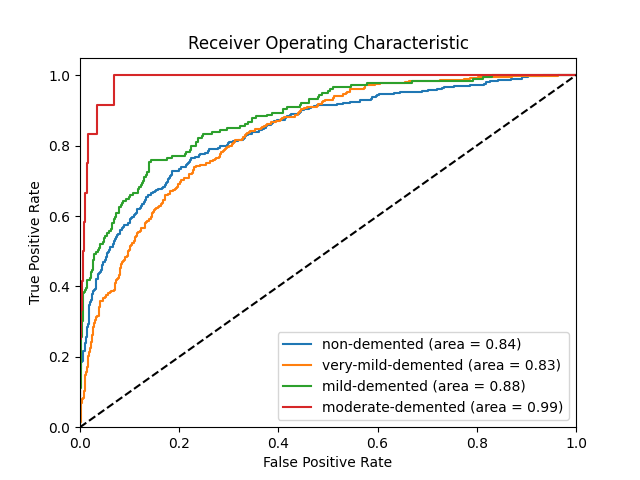 Receiver Operating Characteristic
1.0
0.8
0.6
0.4
0.2
0.0
True Positive Rate
non-demented (area = 0.84)
very-mild-demented (area = 0.83)
mild-demented (area = 0.88)
moderate-demented (area = 0.99)
0.0 0.2 0.4 0.6 0.8 1.0
False Positive Rate